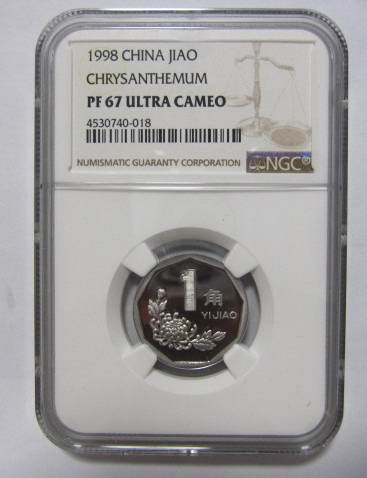 1998 CHINA JIAO
CHRYSANTHEMUM
PF 67 ULTRA CAMEO
4530740-018
NUMISMATIC GUARANTY CORPORATION
NGC®
1角
YIJIAO